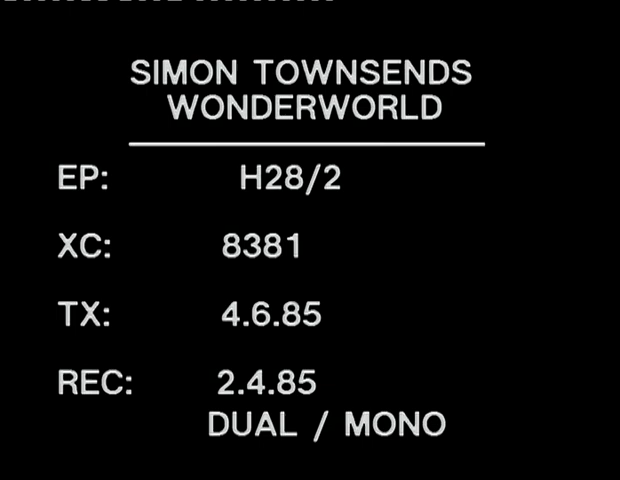 SIMON TOWNSENDS
WONDERWORLD
EP: H28/2
XC: 8381
TX: 4.6.85
REC: 2.4.85
DUAL / MONO